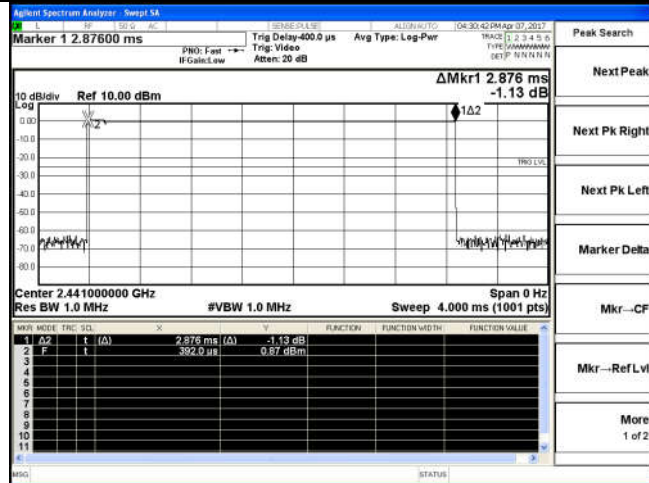 Agilent Spectrum Analyzer - Swept SA
L RF 50 Ω AC SENSE:PULSE ALIGN AUTO 04:30:42 PM Apr 07, 2017
Marker 1 2.87600 ms
PNO: Fast
IFGain:Low
Trig Delay-400.0 µs
Trig: Video
Atten: 20 dB
Avg Type: Log-Pwr
TRACE 1 2 3 4 5 6
TYPE WWWWWW
DET P N N N N N
Peak Search
ΔMkr1 2.876 ms
-1.13 dB
10 dB/div Ref 10.00 dBm
Log
0.00
-10.0
-20.0
-30.0
-40.0
-50.0
-60.0
-70.0
-80.0
2
1Δ2
TRIG LVL
Center 2.441000000 GHz Span 0 Hz
Res BW 1.0 MHz #VBW 1.0 MHz Sweep 4.000 ms (1001 pts)
MKR MODE TRC SCL X Y FUNCTION FUNCTION WIDTH FUNCTION VALUE
1 Δ2 t (Δ) 2.876 ms (Δ) -1.13 dB
2 F t 392.0 us 0.87 dBm
3
4
5
6
7
8
9
10
11
MSG STATUS
Next Peak
Next Pk Right
Next Pk Left
Marker Delta
Mkr→CF
Mkr→Ref Lvl
More
1 of 2